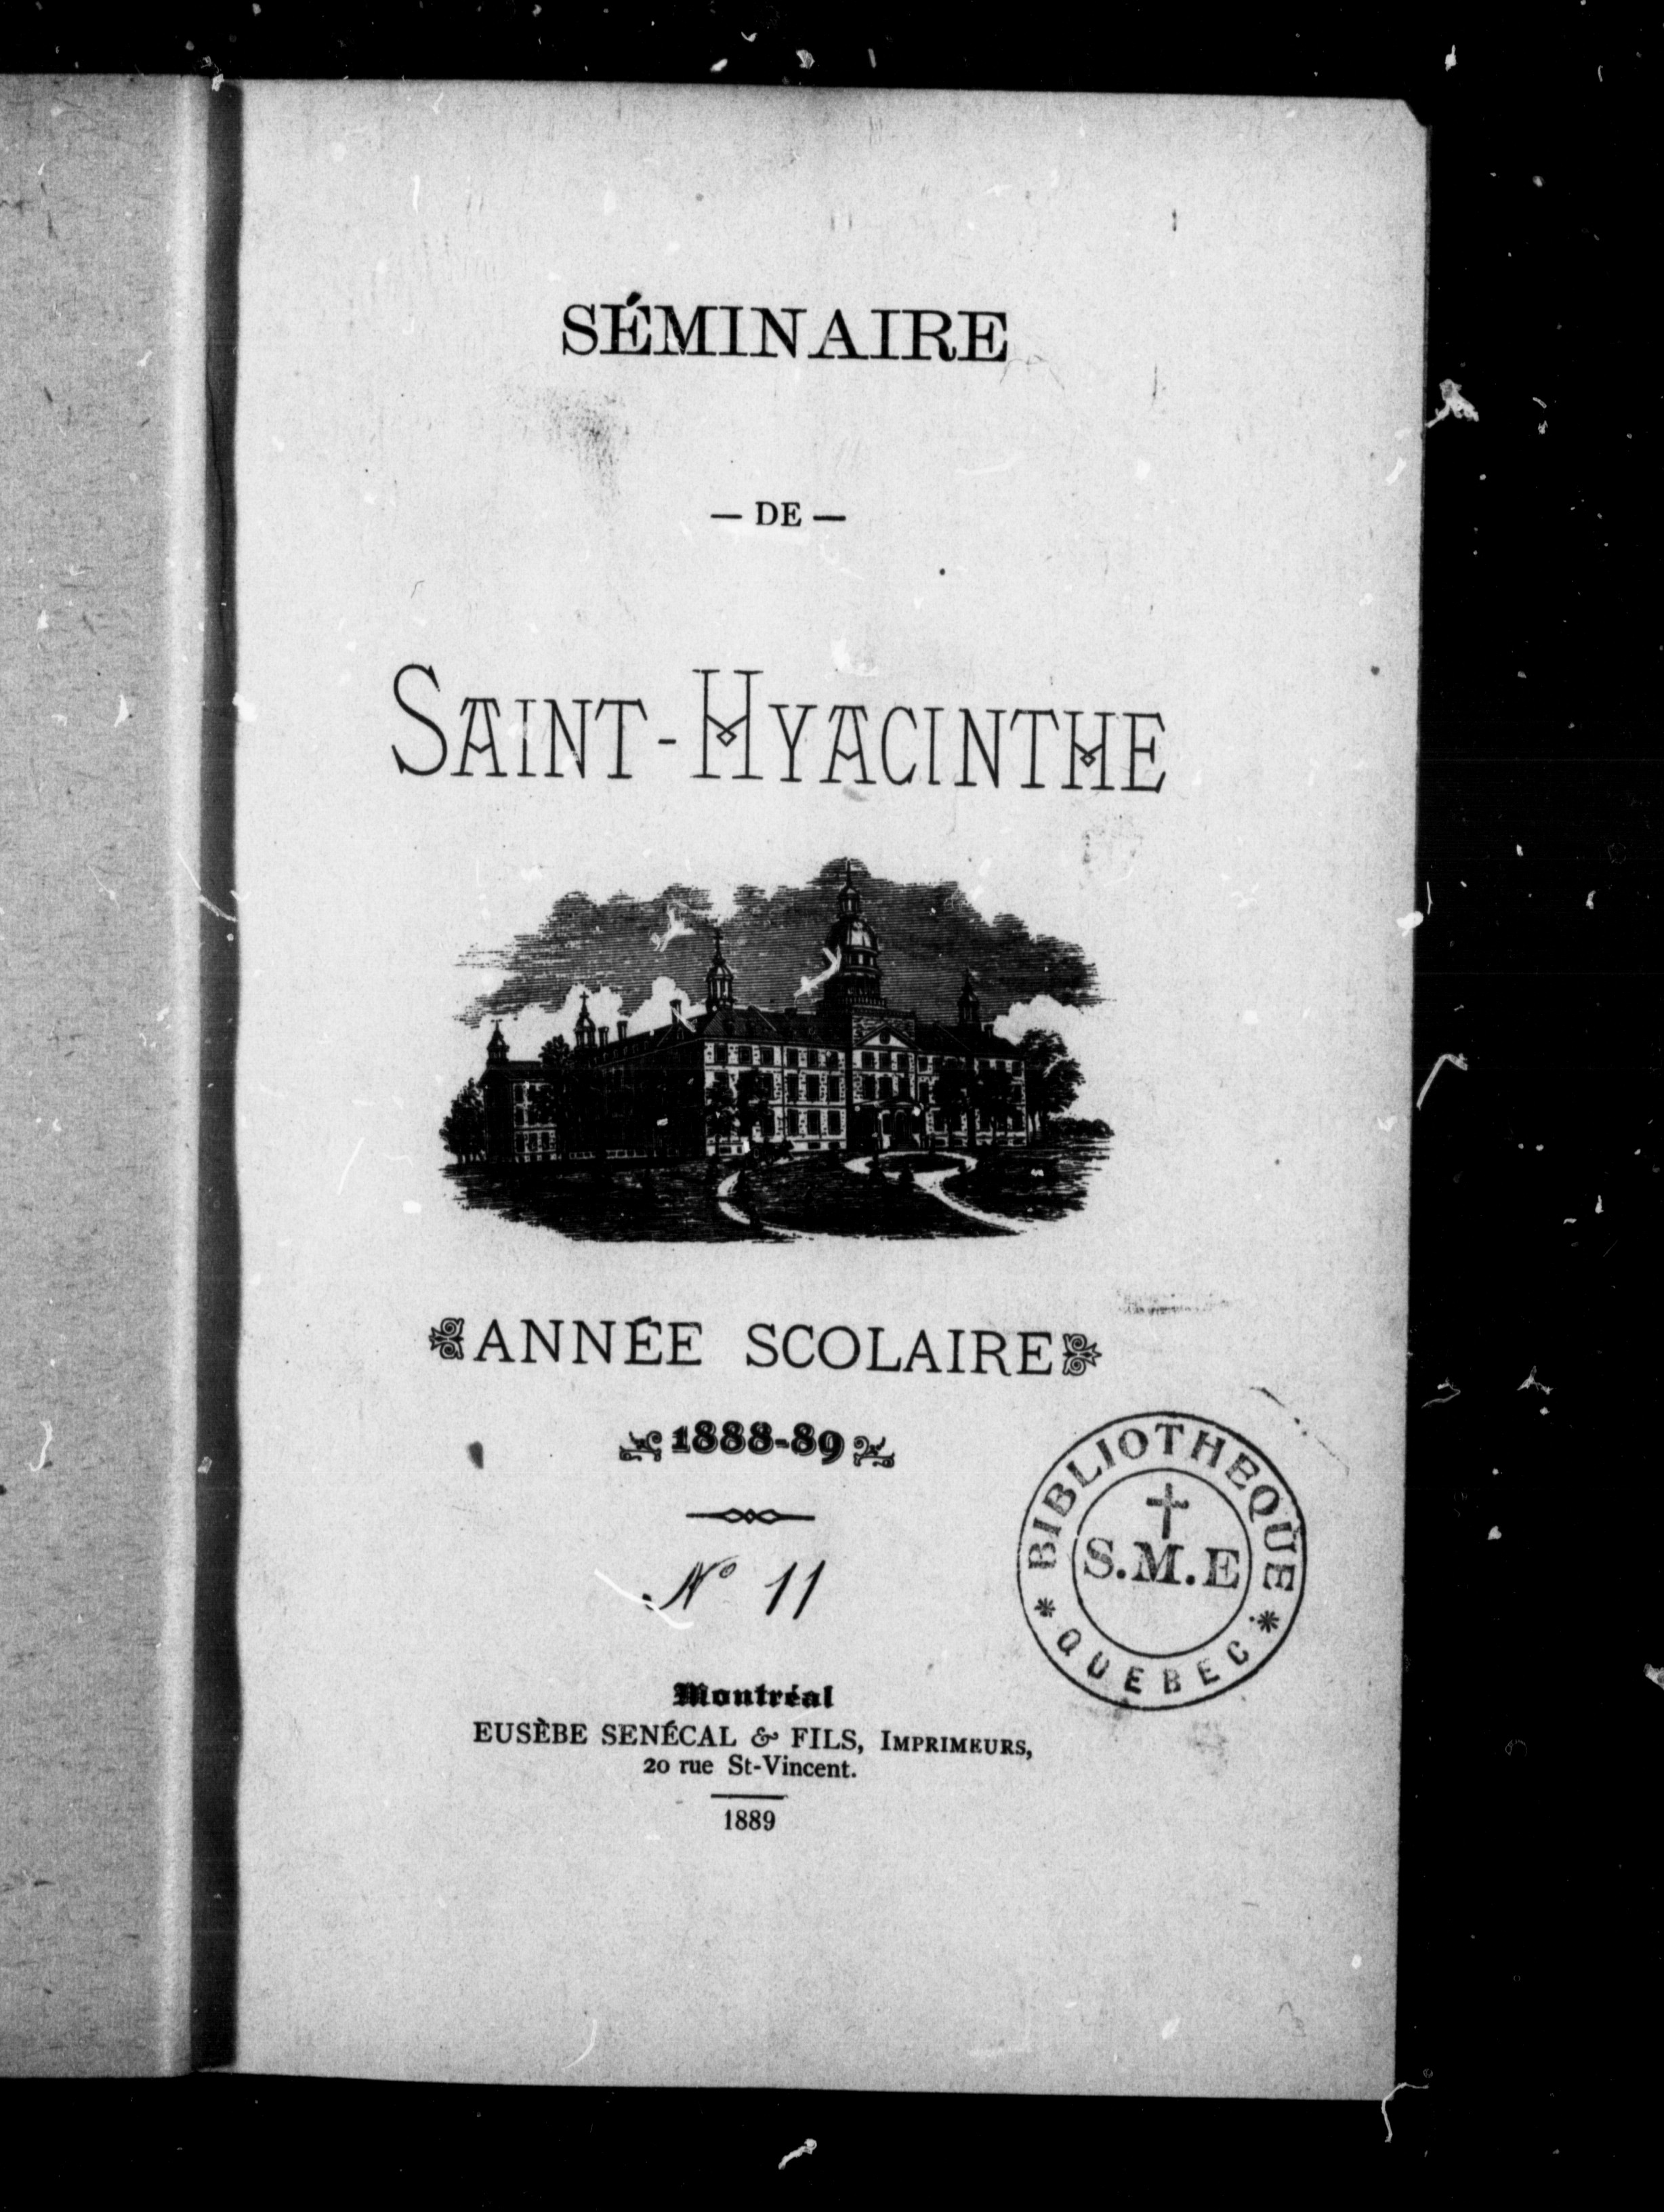 SÉMINAIRE
— DE —
SAINT-HYACINTHE
ANNÉE SCOLAIRE
1888-89
No 11
BIBLIOTHEQUE
S.M.E
* QUEBEC *
Montréal
EUSÈBE SENÉCAL & FILS, IMPRIMEURS,
20 rue St-Vincent.
1889